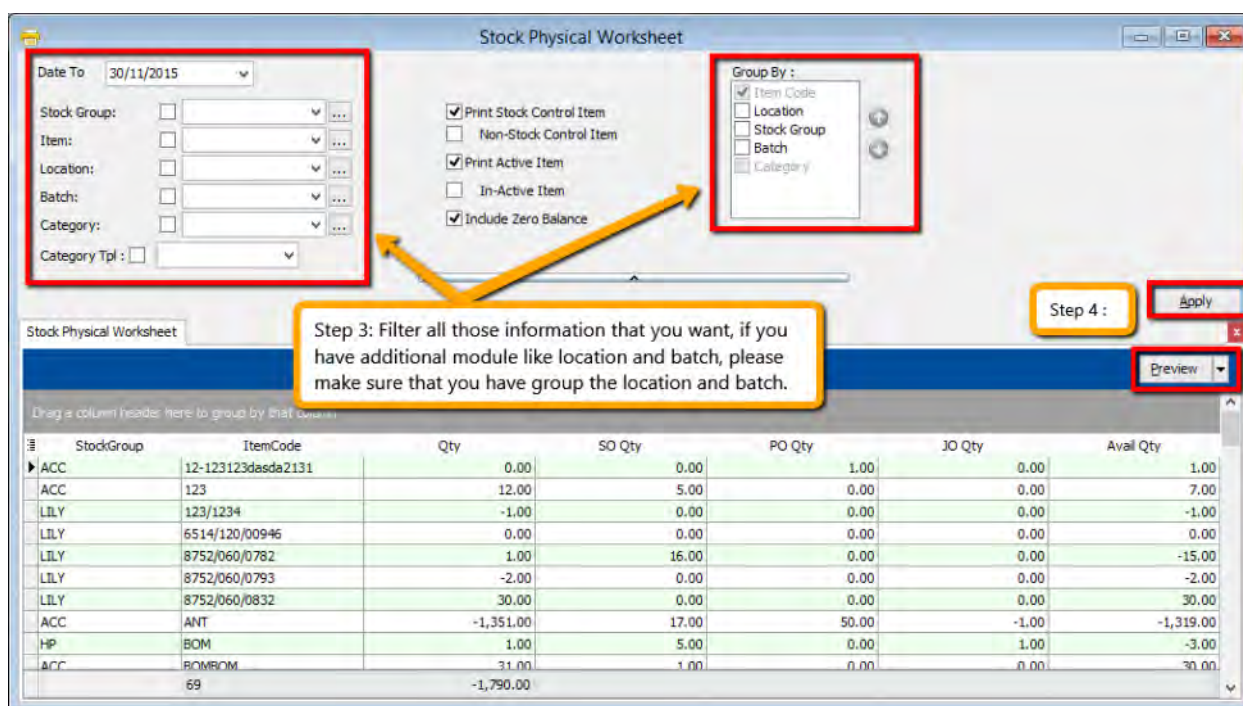 Stock Physical Worksheet
Date To 30/11/2015
Stock Group: ...
Item: ...
Location: ...
Batch: ...
Category: ...
Category Tpl :
Print Stock Control Item
Non-Stock Control Item
Print Active Item
In-Active Item
Include Zero Balance
Group By :
Item Code
Location
Stock Group
Batch
Category
Step 4 :
Apply
Stock Physical Worksheet
Step 3: Filter all those information that you want, if you
have additional module like location and batch, please
make sure that you have group the location and batch.
Preview
Drag a column header here to group by that column
StockGroup ItemCode Qty SO Qty PO Qty JO Qty Avail Qty
ACC 12-123123dasda2131 0.00 0.00 1.00 0.00 1.00
ACC 123 12.00 5.00 0.00 0.00 7.00
LILY 123/1234 -1.00 0.00 0.00 0.00 -1.00
LILY 6514/120/00946 0.00 0.00 0.00 0.00 0.00
LILY 8752/060/0782 1.00 16.00 0.00 0.00 -15.00
LILY 8752/060/0793 -2.00 0.00 0.00 0.00 -2.00
LILY 8752/060/0832 30.00 0.00 0.00 0.00 30.00
ACC ANT -1,351.00 17.00 50.00 -1.00 -1,319.00
HP BOM 1.00 5.00 0.00 1.00 -3.00
ACC BOMBOM 31.00 1.00 0.00 0.00 30.00
69 -1,790.00